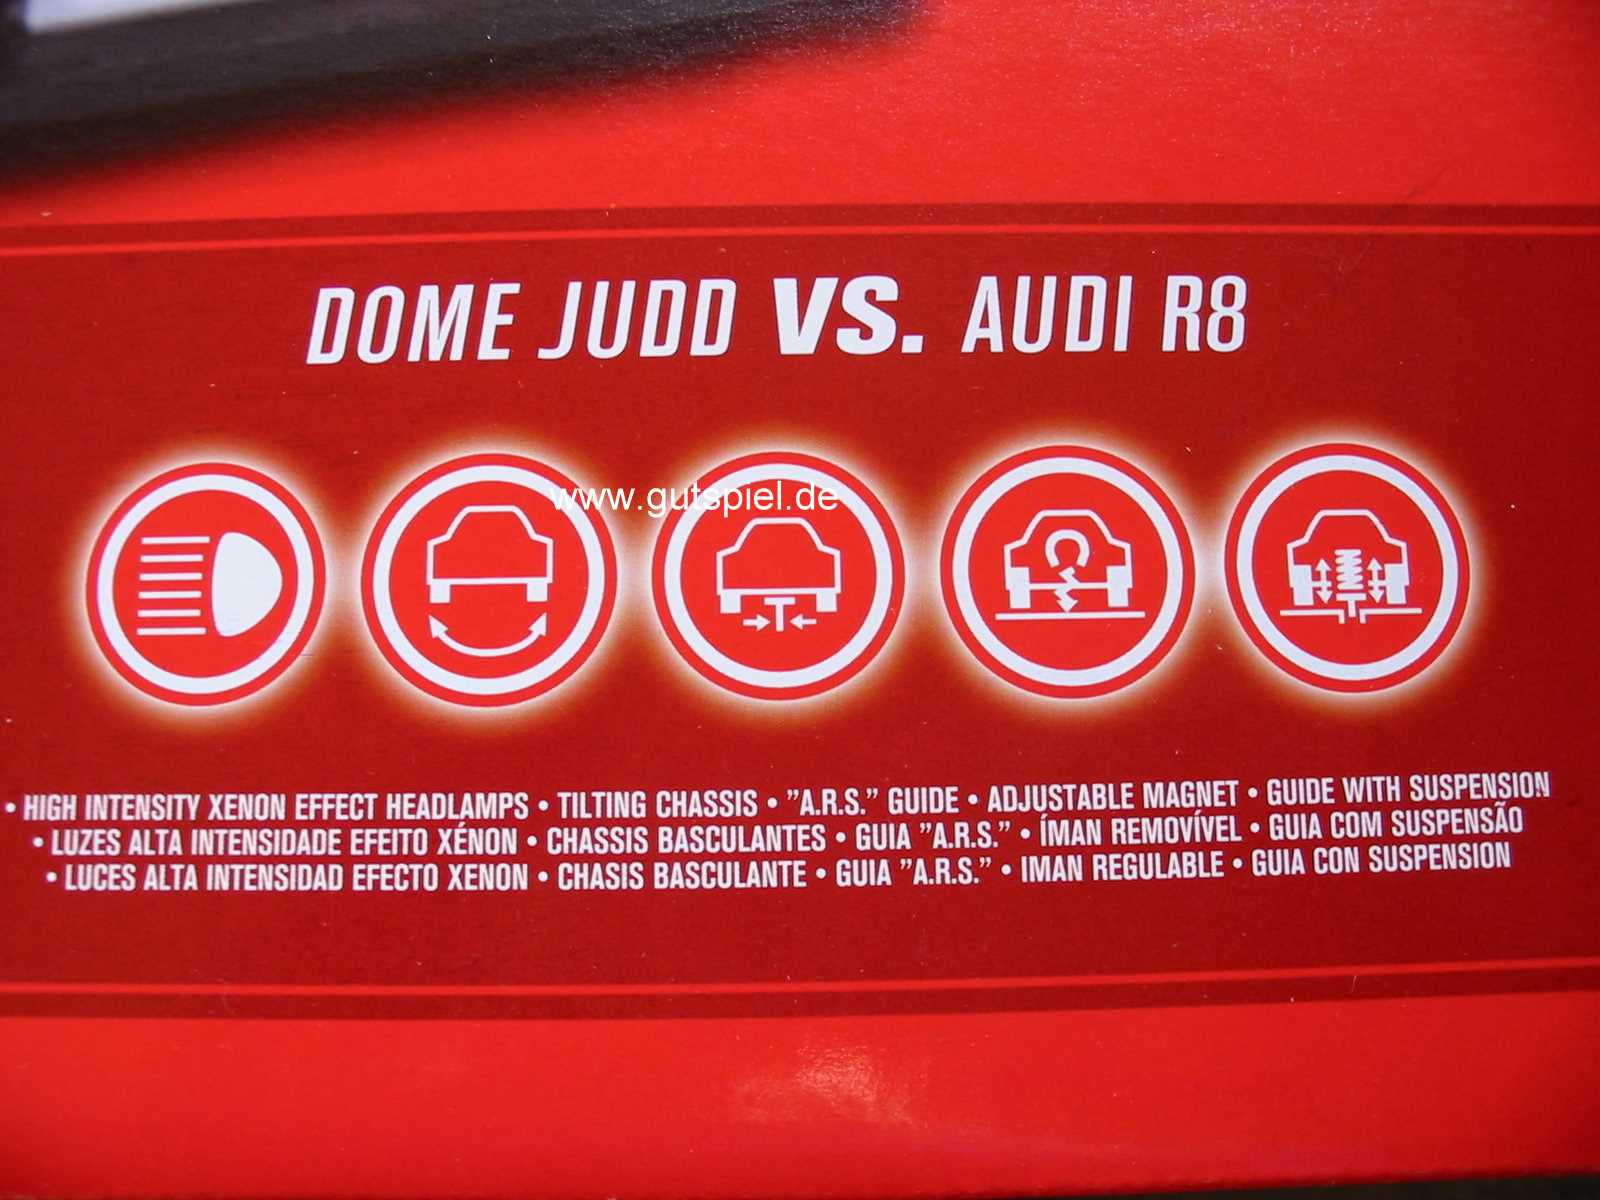 DOME JUDD VS. AUDI R8
www.gutspiel.de
• HIGH INTENSITY XENON EFFECT HEADLAMPS • TILTING CHASSIS • "A.R.S." GUIDE • ADJUSTABLE MAGNET • GUIDE WITH SUSPENSION
• LUZES ALTA INTENSIDADE EFEITO XÉNON • CHASSIS BASCULANTES • GUIA "A.R.S." • ÍMAN REMOVÍVEL • GUIA COM SUSPENSÃO
• LUCES ALTA INTENSIDAD EFECTO XENON • CHASIS BASCULANTE • GUIA "A.R.S." • IMAN REGULABLE • GUIA CON SUSPENSION